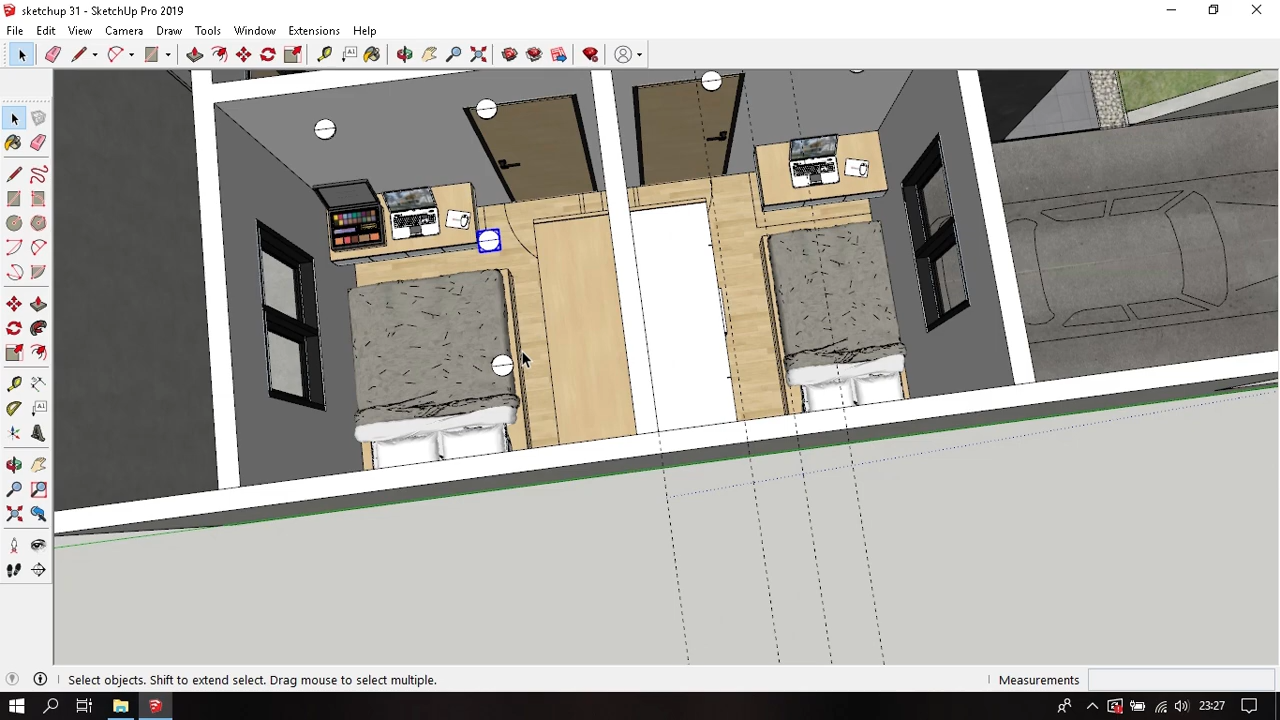 sketchup 31 - SketchUp Pro 2019
File Edit View Camera Draw Tools Window Extensions Help
Select objects. Shift to extend select. Drag mouse to select multiple.
Measurements
23:27